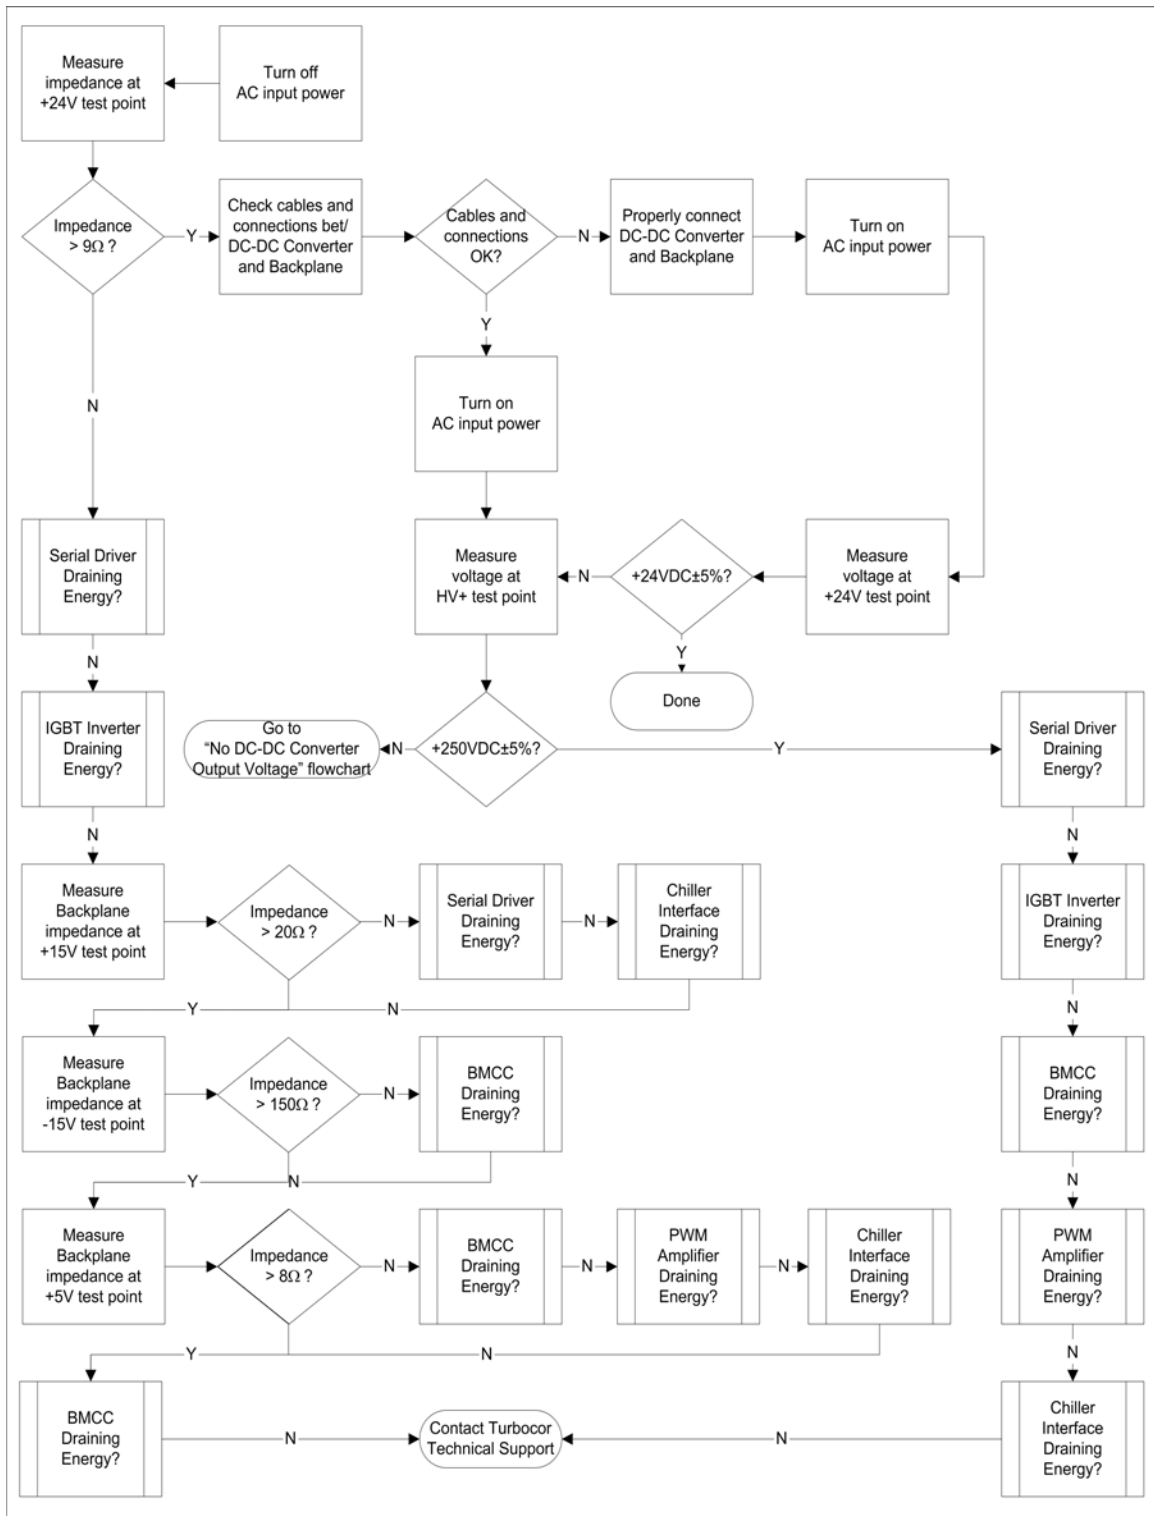 Measure
impedance at
+24V test point
Turn off
AC input power
Impedance
> 9Ω ?
Y
Check cables and
connections bet/
DC-DC Converter
and Backplane
Cables and
connections
OK?
N
Properly connect
DC-DC Converter
and Backplane
Turn on
AC input power
Y
N
Turn on
AC input power
Serial Driver
Draining
Energy?
Measure
voltage at
HV+ test point
N
+24VDC±5%?
Measure
voltage at
+24V test point
Y
Done
N
IGBT Inverter
Draining
Energy?
Go to
“No DC-DC Converter
Output Voltage” flowchart
N
+250VDC±5%?
Y
Serial Driver
Draining
Energy?
N
N
Measure
Backplane
impedance at
+15V test point
Impedance
> 20Ω ?
N
Serial Driver
Draining
Energy?
N
Chiller
Interface
Draining
Energy?
IGBT Inverter
Draining
Energy?
Y
N
N
Measure
Backplane
impedance at
-15V test point
Impedance
> 150Ω ?
N
BMCC
Draining
Energy?
BMCC
Draining
Energy?
Y
N
N
Measure
Backplane
impedance at
+5V test point
Impedance
> 8Ω ?
N
BMCC
Draining
Energy?
N
PWM
Amplifier
Draining
Energy?
N
Chiller
Interface
Draining
Energy?
PWM
Amplifier
Draining
Energy?
Y
N
N
BMCC
Draining
Energy?
N
Contact Turbocor
Technical Support
N
Chiller
Interface
Draining
Energy?